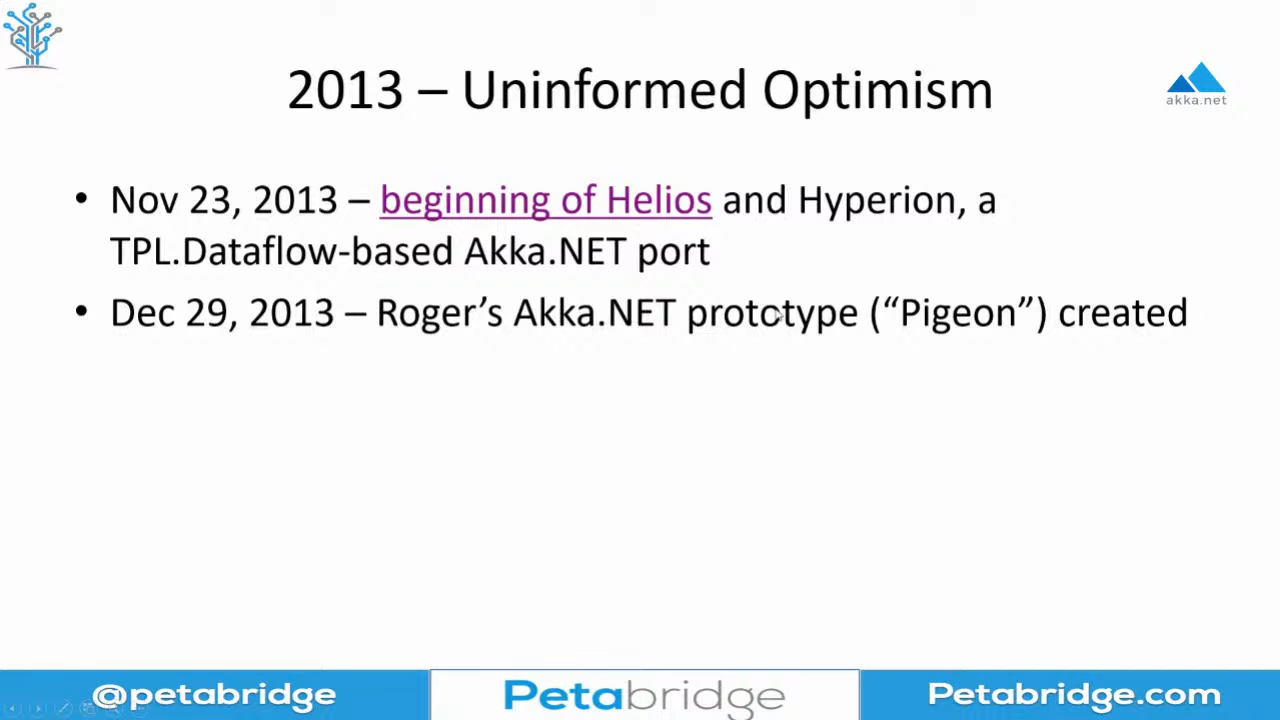 2013 – Uninformed Optimism
akka.net
• Nov 23, 2013 – beginning of Helios and Hyperion, a
TPL.Dataflow-based Akka.NET port
• Dec 29, 2013 – Roger’s Akka.NET prototype (“Pigeon”) created
@petabridge
Petabridge
Petabridge.com